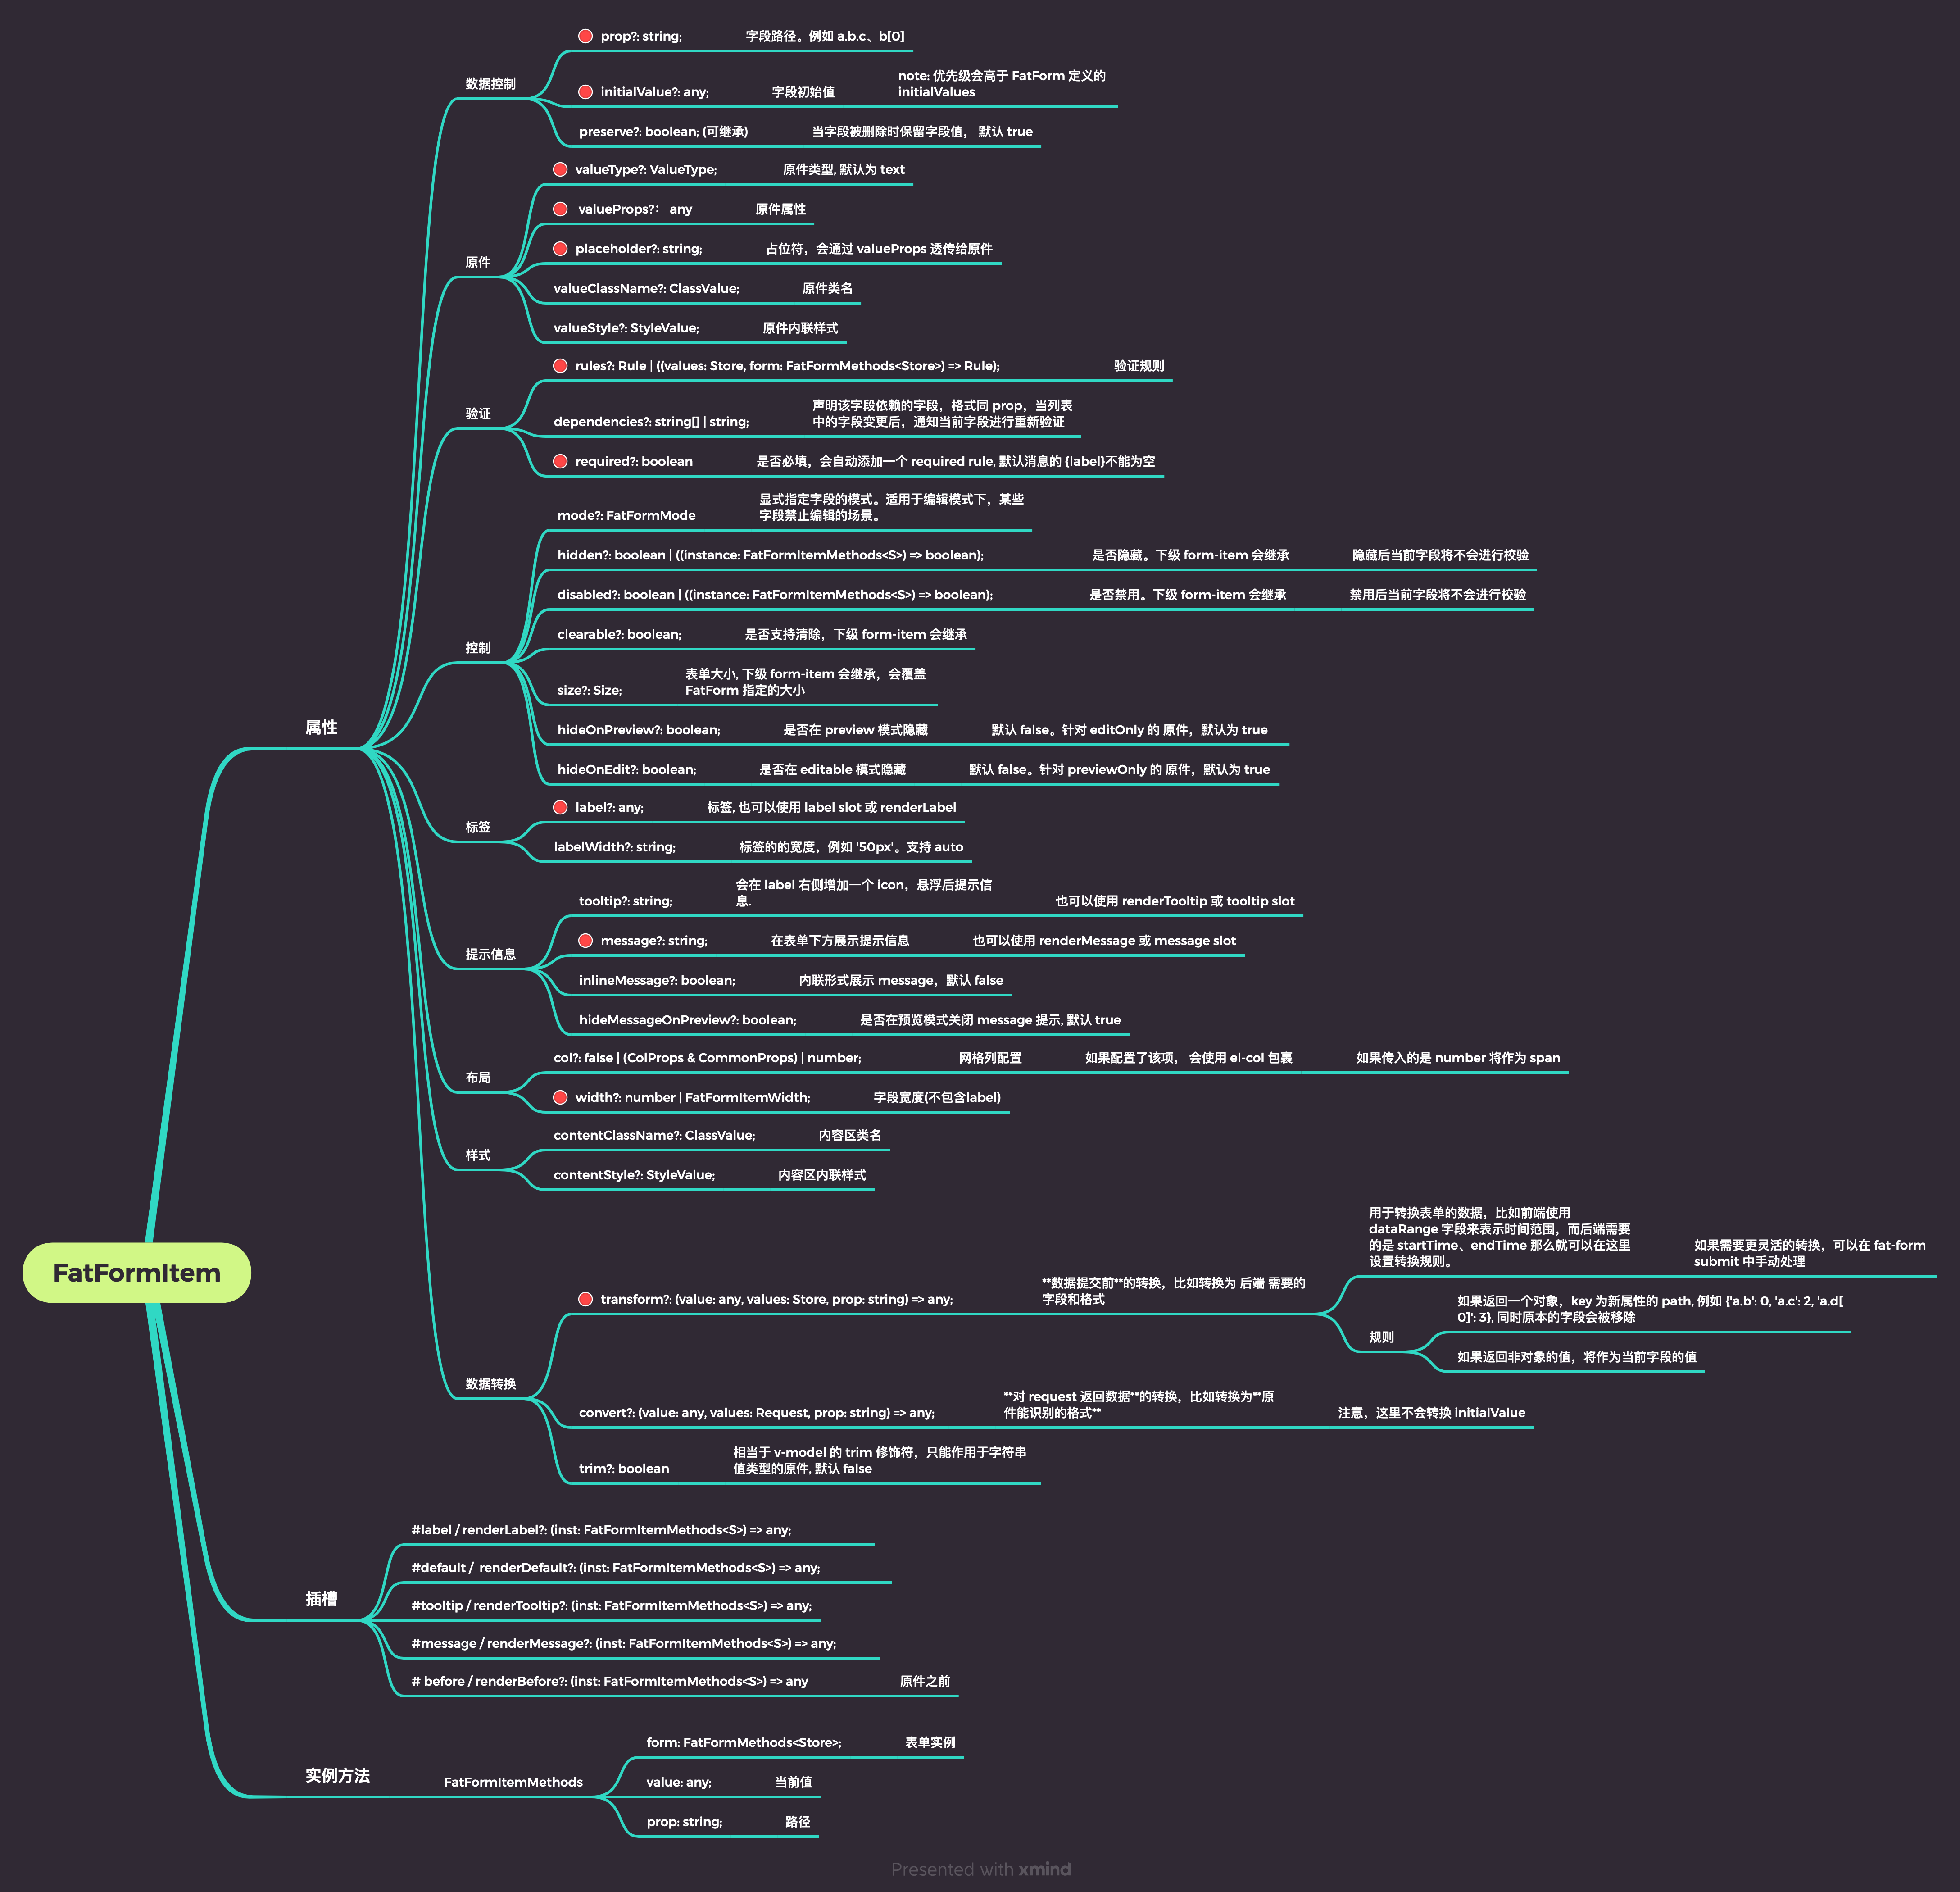 FatFormItem
属性
数据控制
prop?: string; 字段路径。例如 a.b.c、b[0]
initialValue?: any; 字段初始值
note: 优先级会高于 FatForm 定义的
initialValues
preserve?: boolean; (可继承) 当字段被删除时保留字段值， 默认 true
原件
valueType?: ValueType; 原件类型, 默认为 text
valueProps?： any 原件属性
placeholder?: string; 占位符，会通过 valueProps 透传给原件
valueClassName?: ClassValue; 原件类名
valueStyle?: StyleValue; 原件内联样式
验证
rules?: Rule | ((values: Store, form: FatFormMethods<Store>) => Rule); 验证规则
dependencies?: string[] | string;
声明该字段依赖的字段，格式同 prop，当列表
中的字段变更后，通知当前字段进行重新验证
required?: boolean 是否必填，会自动添加一个 required rule, 默认消息的 {label}不能为空
控制
mode?: FatFormMode
显式指定字段的模式。适用于编辑模式下，某些
字段禁止编辑的场景。
hidden?: boolean | ((instance: FatFormItemMethods<S>) => boolean); 是否隐藏。下级 form-item 会继承 隐藏后当前字段将不会进行校验
disabled?: boolean | ((instance: FatFormItemMethods<S>) => boolean); 是否禁用。下级 form-item 会继承 禁用后当前字段将不会进行校验
clearable?: boolean; 是否支持清除，下级 form-item 会继承
size?: Size;
表单大小, 下级 form-item 会继承，会覆盖
FatForm 指定的大小
hideOnPreview?: boolean; 是否在 preview 模式隐藏 默认 false。针对 editOnly 的 原件，默认为 true
hideOnEdit?: boolean; 是否在 editable 模式隐藏 默认 false。针对 previewOnly 的 原件，默认为 true
标签
label?: any; 标签, 也可以使用 label slot 或 renderLabel
labelWidth?: string; 标签的的宽度，例如 '50px'。支持 auto
提示信息
tooltip?: string;
会在 label 右侧增加一个 icon，悬浮后提示信
息.
也可以使用 renderTooltip 或 tooltip slot
message?: string; 在表单下方展示提示信息 也可以使用 renderMessage 或 message slot
inlineMessage?: boolean; 内联形式展示 message，默认 false
hideMessageOnPreview?: boolean; 是否在预览模式关闭 message 提示, 默认 true
布局
col?: false | (ColProps & CommonProps) | number; 网格列配置 如果配置了该项， 会使用 el-col 包裹 如果传入的是 number 将作为 span
width?: number | FatFormItemWidth; 字段宽度(不包含label)
样式
contentClassName?: ClassValue; 内容区类名
contentStyle?: StyleValue; 内容区内联样式
数据转换
transform?: (value: any, values: Store, prop: string) => any;
**数据提交前**的转换，比如转换为 后端 需要的
字段和格式
用于转换表单的数据，比如前端使用
dataRange 字段来表示时间范围，而后端需要
的是 startTime、endTime 那么就可以在这里
设置转换规则。
如果需要更灵活的转换，可以在 fat-form
submit 中手动处理
规则
如果返回一个对象，key 为新属性的 path, 例如 {'a.b': 0, 'a.c': 2, 'a.d[
0]': 3}, 同时原本的字段会被移除
如果返回非对象的值，将作为当前字段的值
convert?: (value: any, values: Request, prop: string) => any;
**对 request 返回数据**的转换，比如转换为**原
件能识别的格式**
注意，这里不会转换 initialValue
trim?: boolean
相当于 v-model 的 trim 修饰符，只能作用于字符串
值类型的原件, 默认 false
插槽
#label / renderLabel?: (inst: FatFormItemMethods<S>) => any;
#default /  renderDefault?: (inst: FatFormItemMethods<S>) => any;
#tooltip / renderTooltip?: (inst: FatFormItemMethods<S>) => any;
#message / renderMessage?: (inst: FatFormItemMethods<S>) => any;
# before / renderBefore?: (inst: FatFormItemMethods<S>) => any 原件之前
实例方法
FatFormItemMethods
form: FatFormMethods<Store>; 表单实例
value: any; 当前值
prop: string; 路径
Presented with xmind